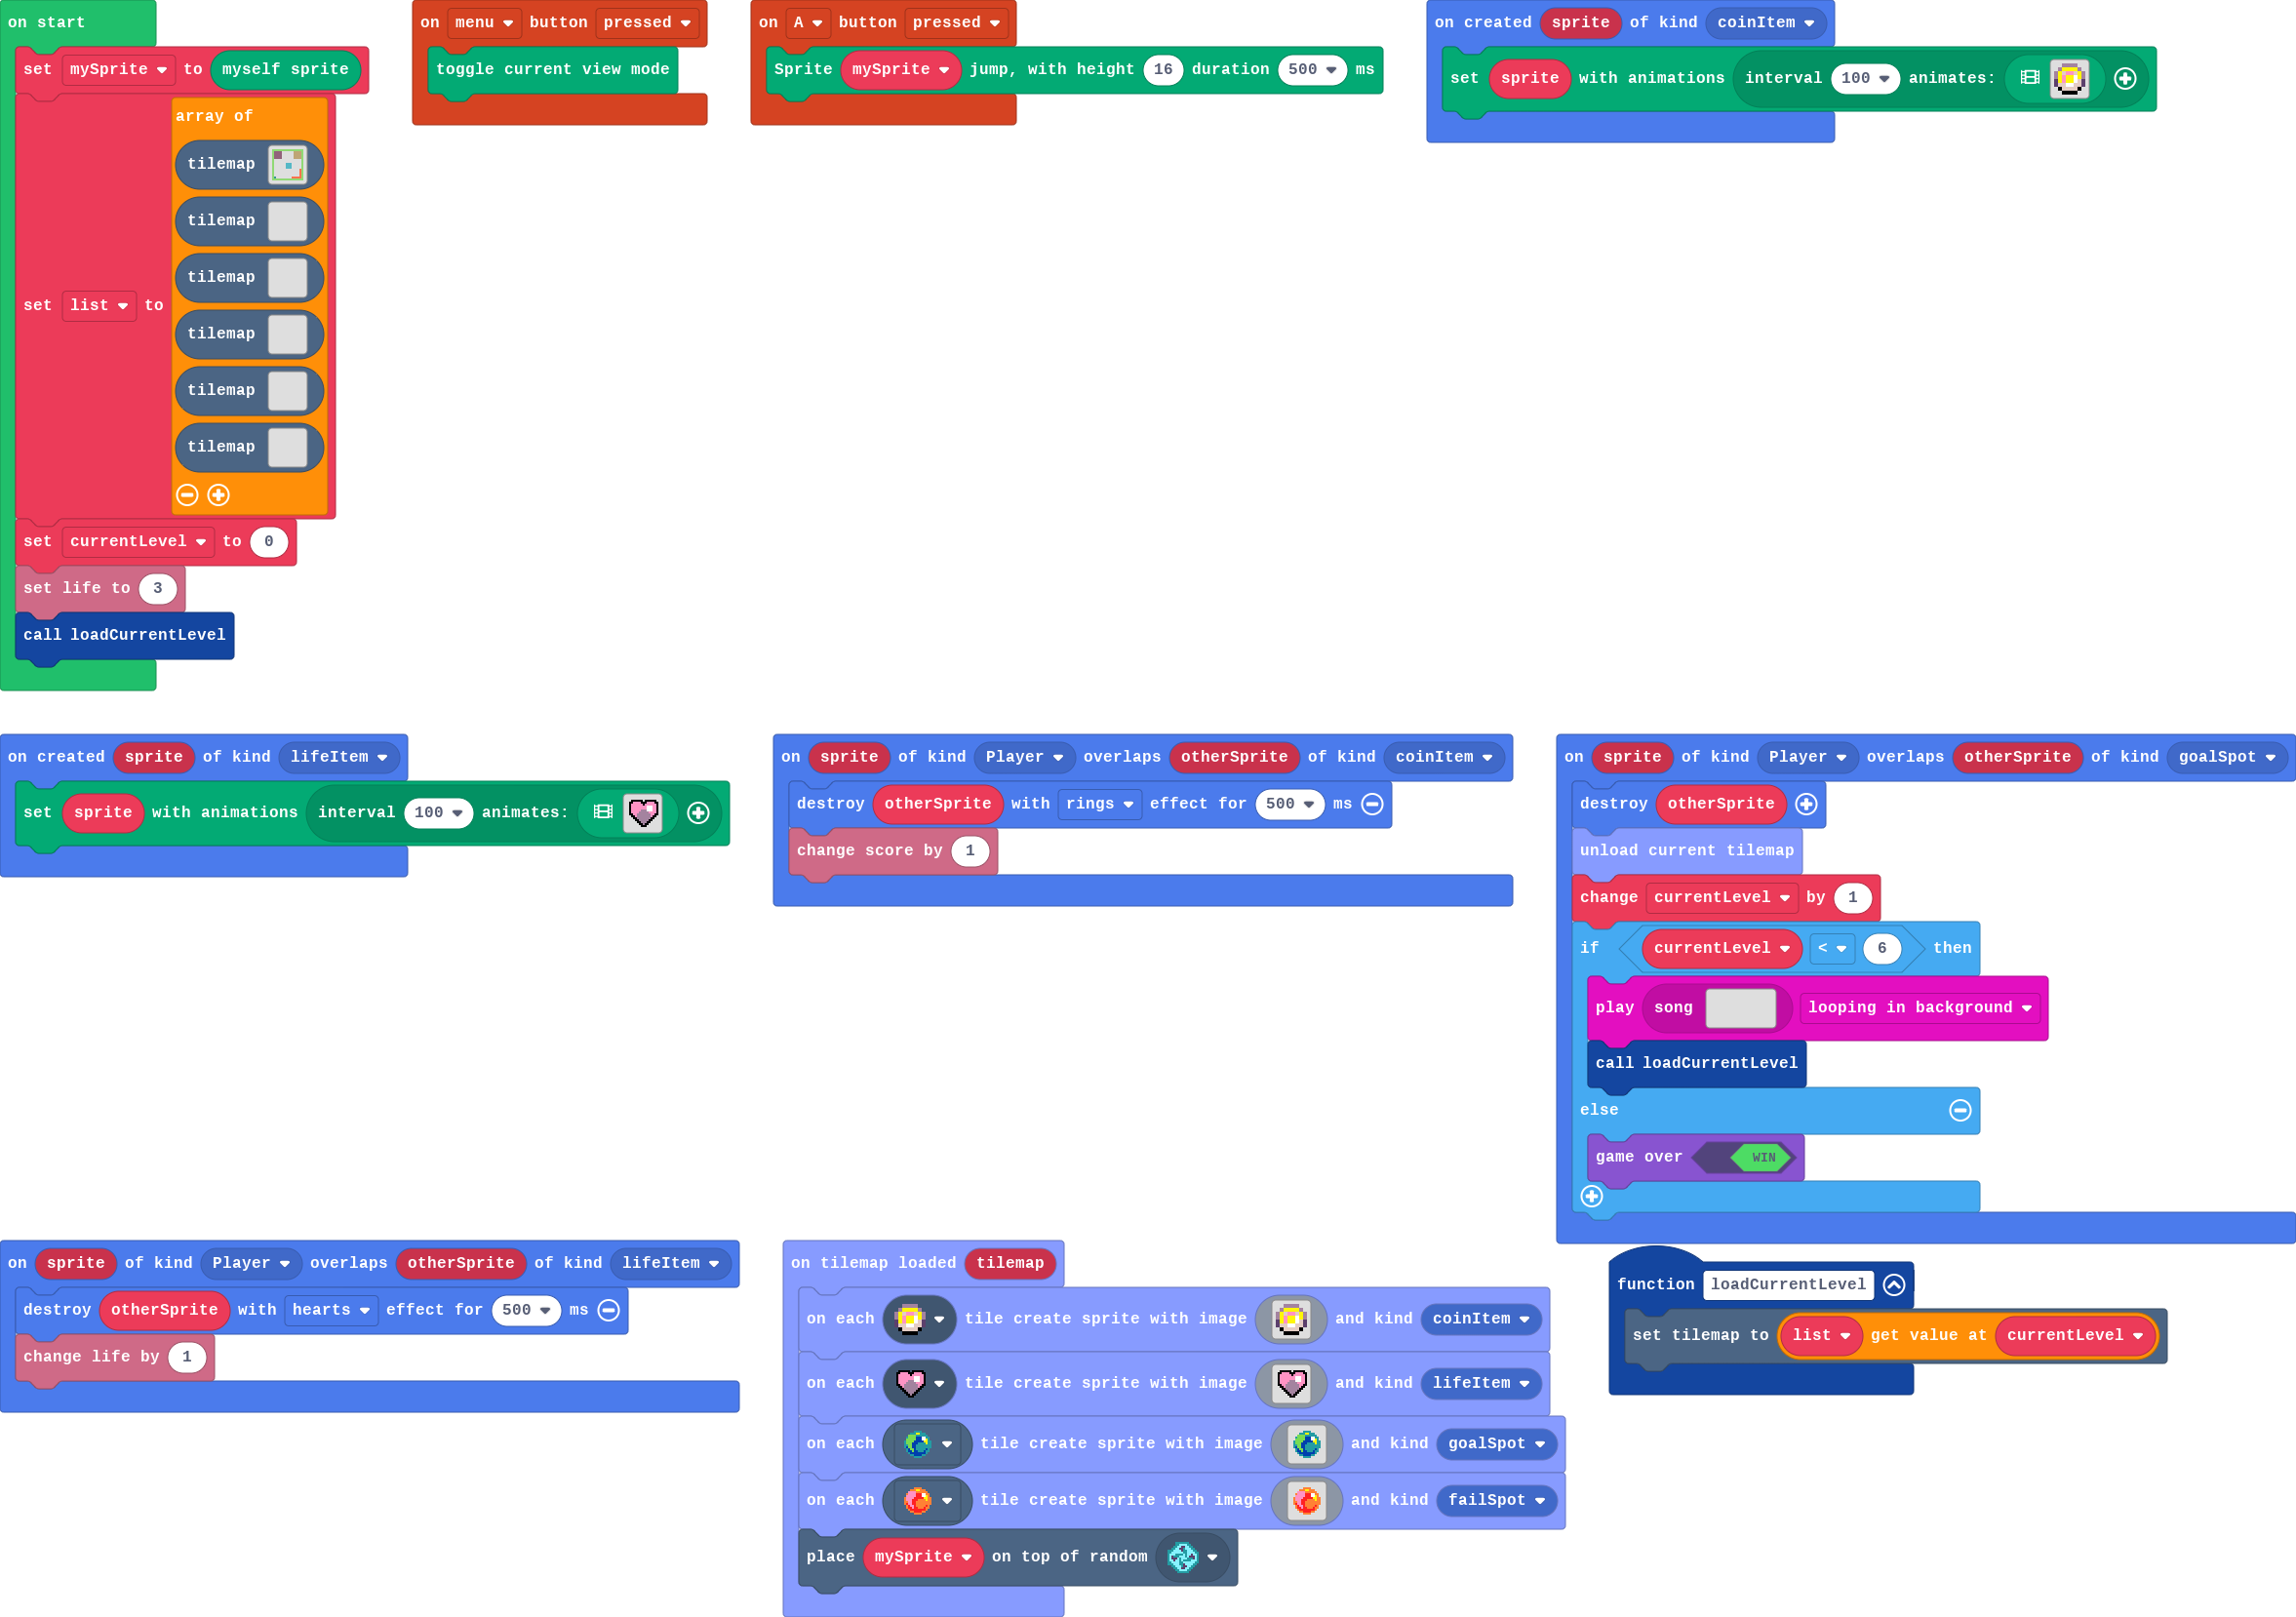 on start
set mySprite to myself sprite
set list to
array of
tilemap
tilemap
tilemap
tilemap
tilemap
tilemap
set currentLevel to 0
set life to 3
call loadCurrentLevel
on menu button pressed
toggle current view mode
on A button pressed
Sprite mySprite jump, with height 16 duration 500 ms
on created sprite of kind coinItem
set sprite with animations interval 100 animates:
on created sprite of kind lifeItem
set sprite with animations interval 100 animates:
on sprite of kind Player overlaps otherSprite of kind coinItem
destroy otherSprite with rings effect for 500 ms
change score by 1
on sprite of kind Player overlaps otherSprite of kind goalSpot
destroy otherSprite
unload current tilemap
change currentLevel by 1
if currentLevel < 6 then
play song looping in background
call loadCurrentLevel
else
game over WIN
on sprite of kind Player overlaps otherSprite of kind lifeItem
destroy otherSprite with hearts effect for 500 ms
change life by 1
on tilemap loaded tilemap
on each tile create sprite with image and kind coinItem
on each tile create sprite with image and kind lifeItem
on each tile create sprite with image and kind goalSpot
on each tile create sprite with image and kind failSpot
place mySprite on top of random
function loadCurrentLevel
set tilemap to list get value at currentLevel